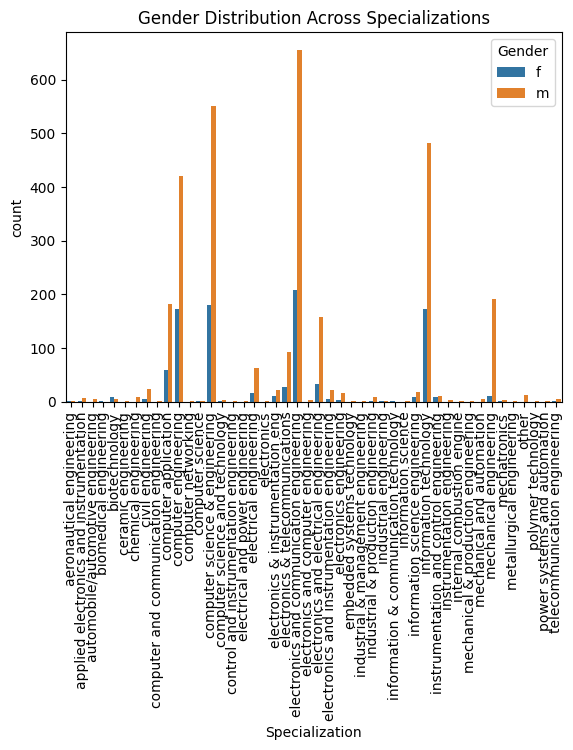 Gender Distribution Across Specializations
Gender
f
m
600
500
400
300
200
100
0
count
aeronautical engineering
applied electronics and instrumentation
automobile/automotive engineering
biomedical engineering
biotechnology
ceramic engineering
chemical engineering
civil engineering
computer and communication engineering
computer application
computer engineering
computer networking
computer science
computer science & engineering
computer science and technology
control and instrumentation engineering
electrical and power engineering
electrical engineering
electronics
electronics & instrumentation eng
electronics & telecommunications
electronics and communication engineering
electronics and computer engineering
electronics and electrical engineering
electronics and instrumentation engineering
electronics engineering
embedded systems technology
industrial & management engineering
industrial & production engineering
industrial engineering
information & communication technology
information science
information science engineering
information technology
instrumentation and control engineering
instrumentation engineering
internal combustion engine
mechanical & production engineering
mechanical and automation
mechanical engineering
mechatronics
metallurgical engineering
other
polymer technology
power systems and automation
telecommunication engineering
Specialization